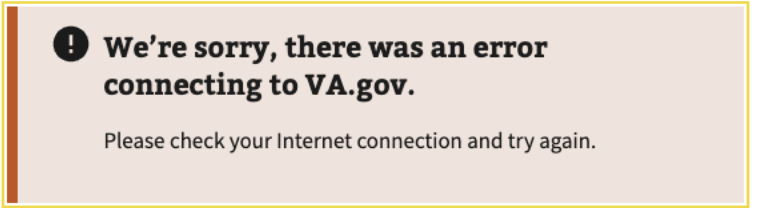 We’re sorry, there was an error
connecting to VA.gov.
Please check your Internet connection and try again.